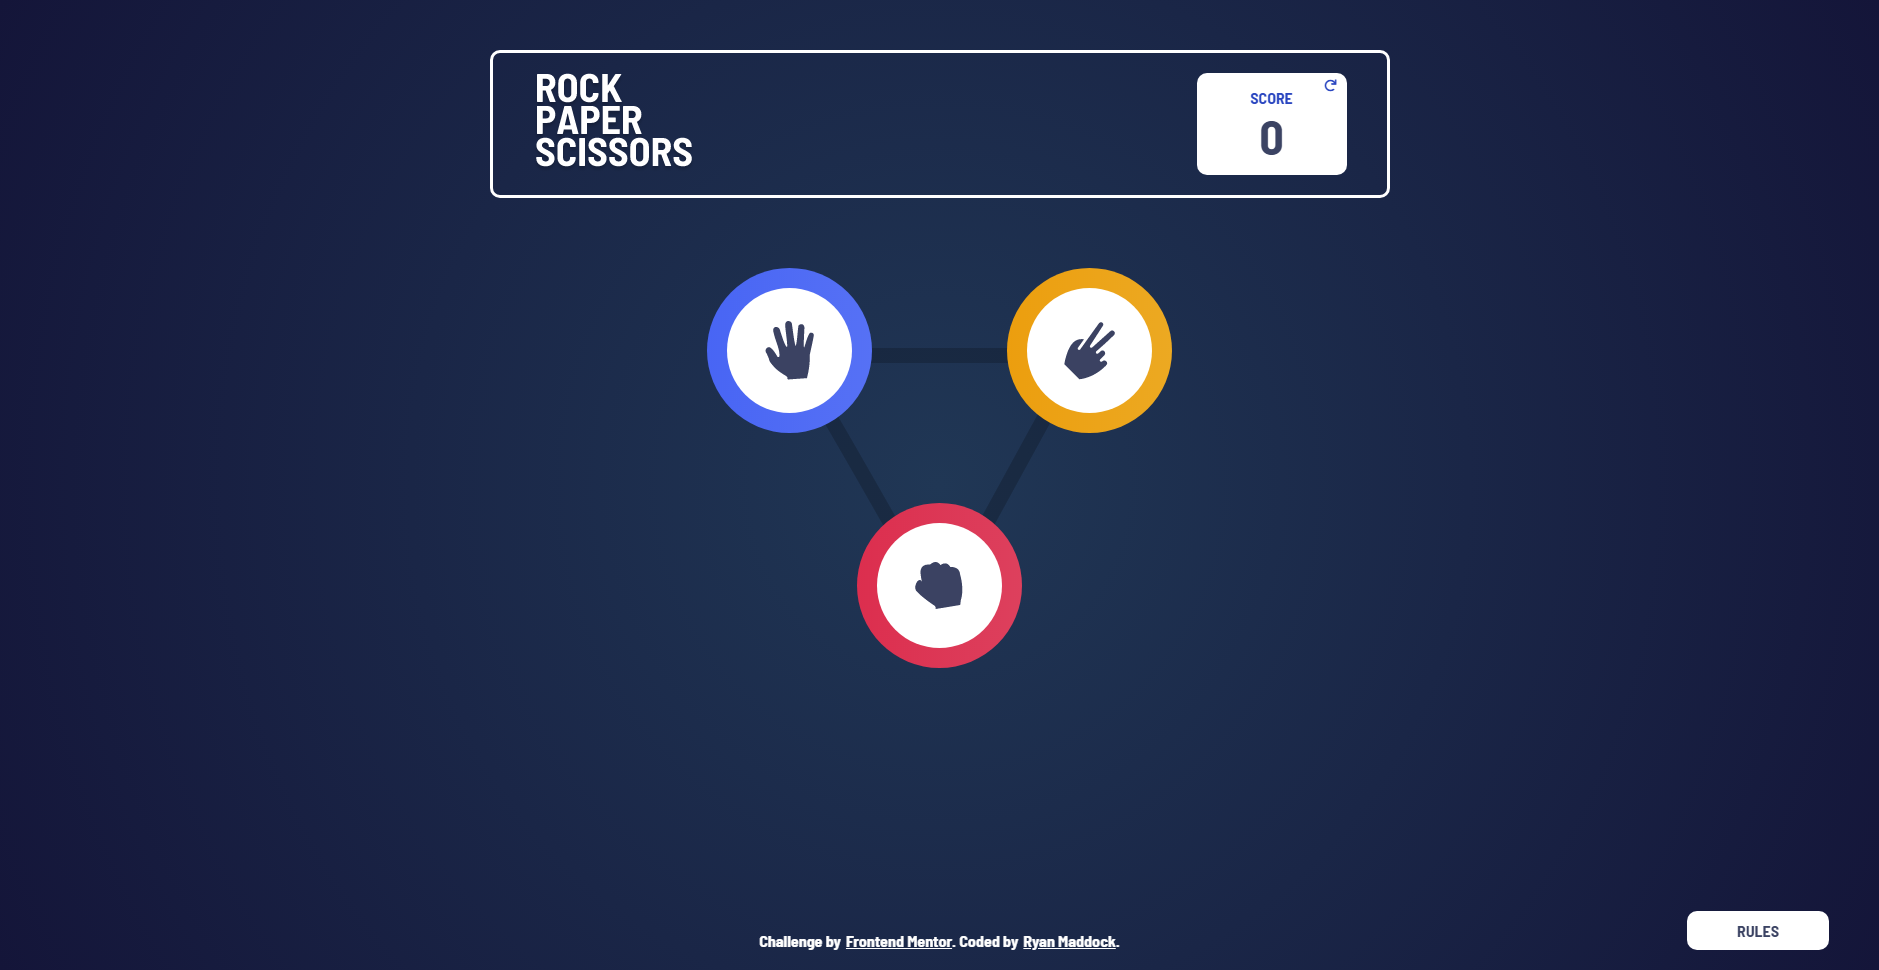 ROCK
PAPER
SCISSORS
SCORE
0
Challenge by Frontend Mentor. Coded by Ryan Maddock.
RULES